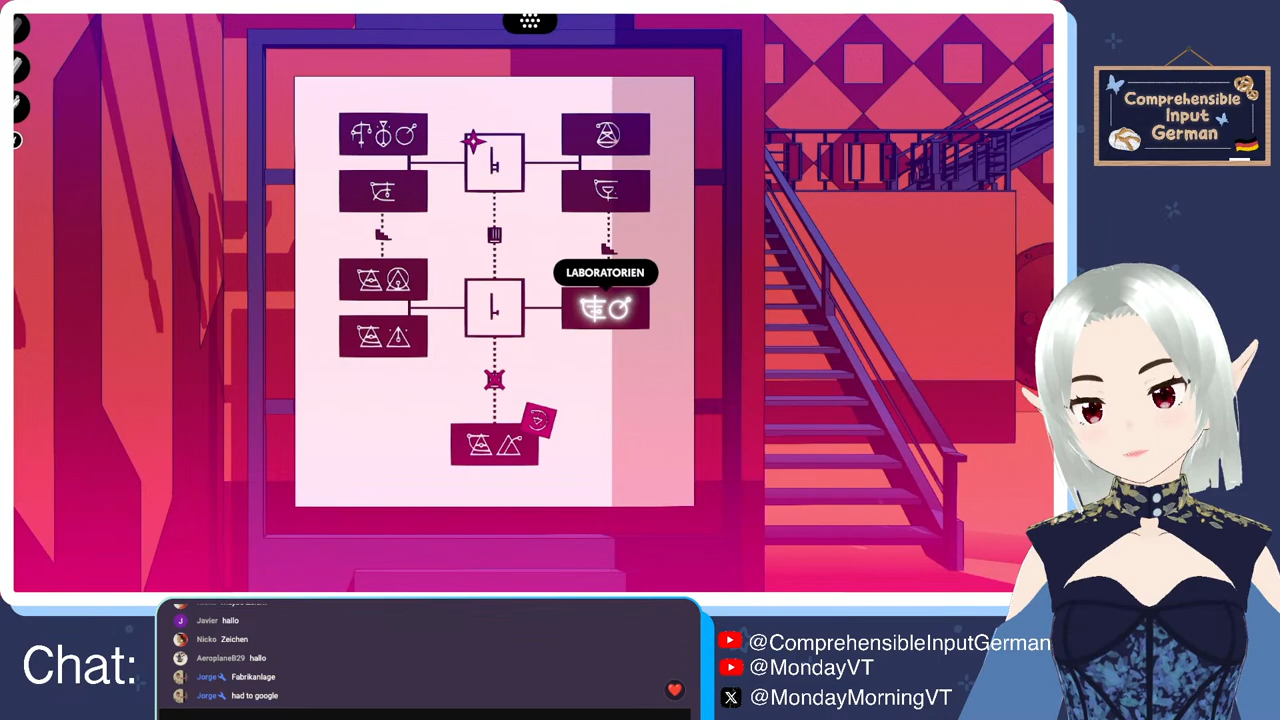 Comprehensible
Input
German
LABORATORIEN
Chat:
Javier hallo
Nicko Zeichen
AeroplaneB29 hallo
Jorge Fabrikanlage
Jorge had to google
@ComprehensibleInputGerman
@MondayVT
@MondayMorningVT